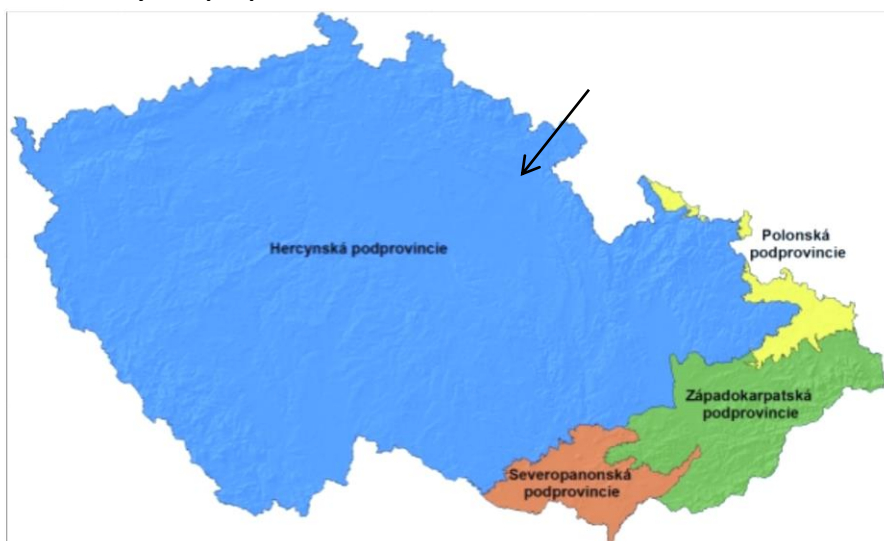 Hercynská podprovincie
Polonská
podprovincie
Západokarpatská
podprovincie
Severopanonská
podprovincie